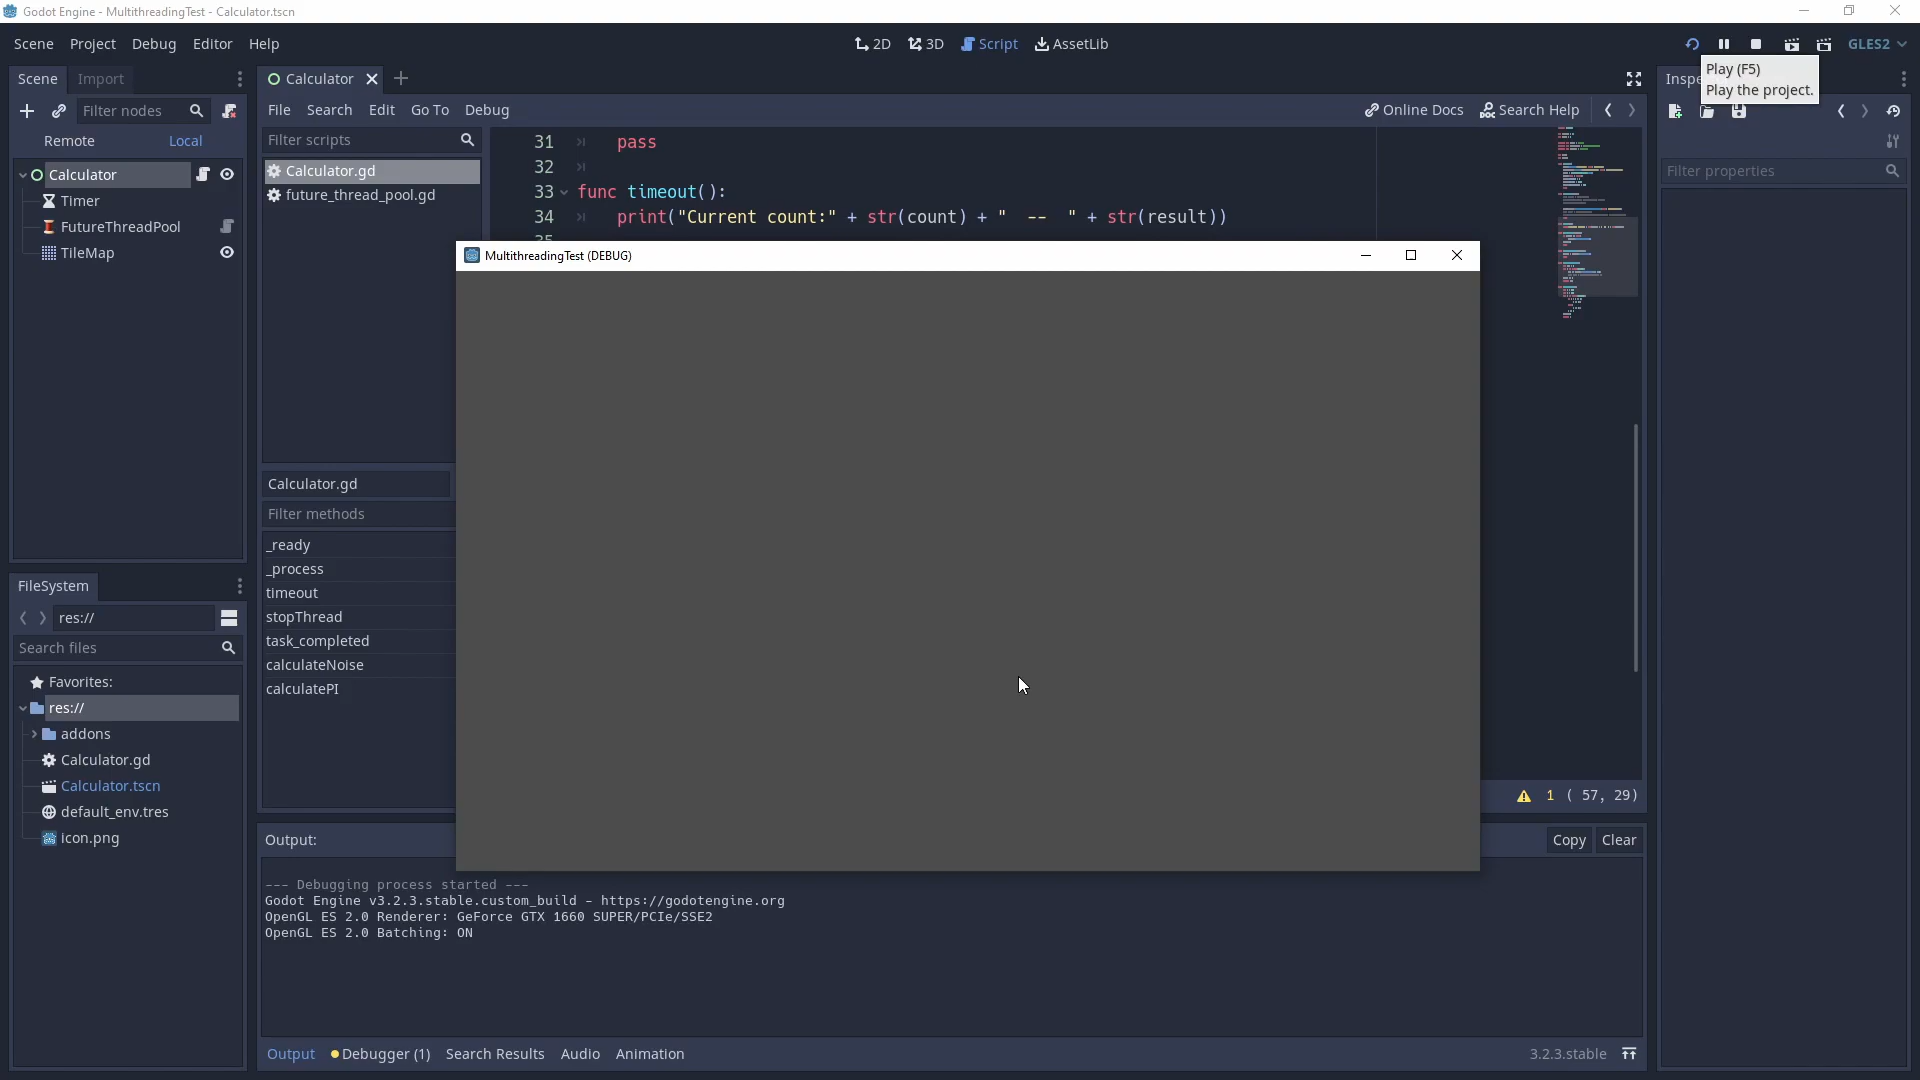 Godot Engine - MultithreadingTest - Calculator.tscn
Scene Project Debug Editor Help
2D 3D Script AssetLib
GLES2
Play (F5)
Play the project.
Scene Import
Filter nodes
Remote Local
Calculator
Timer
FutureThreadPool
TileMap
FileSystem
res://
Search files
Favorites:
res://
addons
Calculator.gd
Calculator.tscn
default_env.tres
icon.png
Calculator
File Search Edit Go To Debug
Online Docs Search Help
Filter scripts
Calculator.gd
future_thread_pool.gd
Calculator.gd
Filter methods
_ready
_process
timeout
stopThread
task_completed
calculateNoise
calculatePI
31 pass
32
33 func timeout():
34 print("Current count:" + str(count) + "  --  " + str(result))
35
MultithreadingTest (DEBUG)
1 ( 57, 29)
Output:
Copy Clear
--- Debugging process started ---
Godot Engine v3.2.3.stable.custom_build - https://godotengine.org
OpenGL ES 2.0 Renderer: GeForce GTX 1660 SUPER/PCIe/SSE2
OpenGL ES 2.0 Batching: ON
Output Debugger (1) Search Results Audio Animation
3.2.3.stable
Filter properties